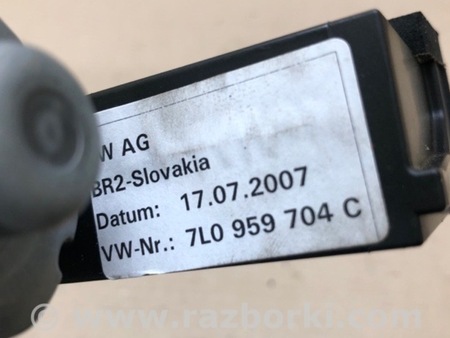 W AG
BR2-Slovakia
Datum: 17.07.2007
VW-Nr.: 7L0 959 704 C
© www.razborki.com